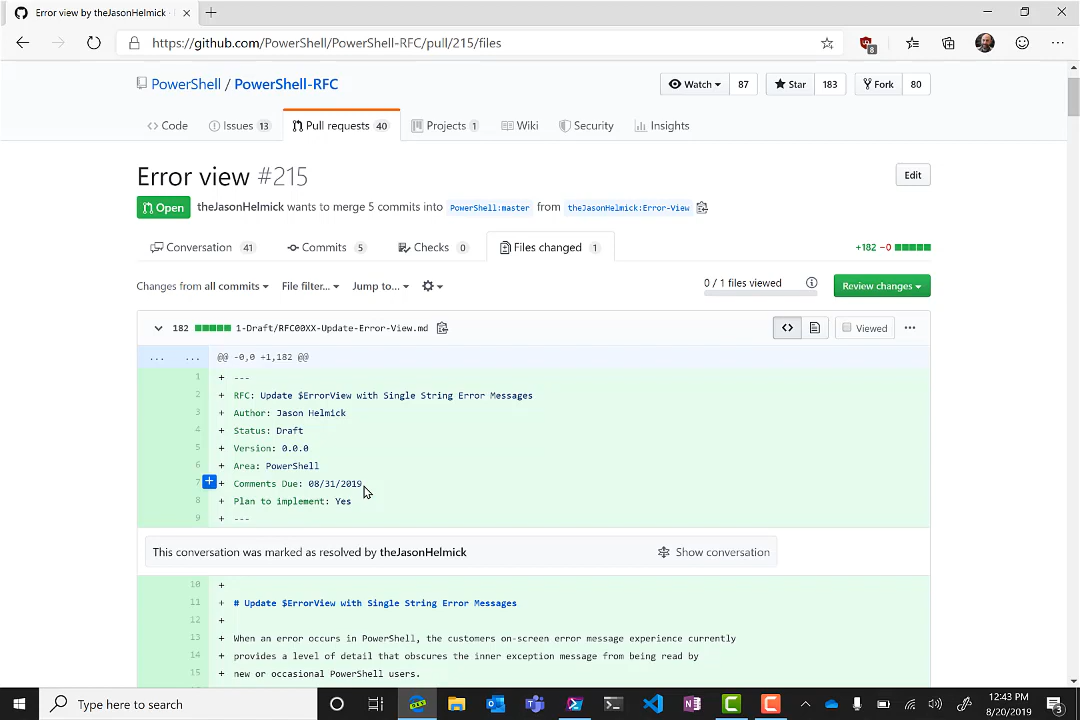 Error view by theJasonHelmick ·
https://github.com/PowerShell/PowerShell-RFC/pull/215/files
8
PowerShell / PowerShell-RFC
Watch 87 Star 183 Fork 80
Code Issues 13 Pull requests 40 Projects 1 Wiki Security Insights
Error view #215
Edit
Open theJasonHelmick wants to merge 5 commits into PowerShell:master from theJasonHelmick:Error-View
Conversation 41 Commits 5 Checks 0 Files changed 1 +182 −0
Changes from all commits File filter... Jump to... 0 / 1 files viewed Review changes
182 1-Draft/RFC00XX-Update-Error-View.md Viewed ...
... ... @@ -0,0 +1,182 @@
1 + ---
2 + RFC: Update $ErrorView with Single String Error Messages
3 + Author: Jason Helmick
4 + Status: Draft
5 + Version: 0.0.0
6 + Area: PowerShell
7 + Comments Due: 08/31/2019
8 + Plan to implement: Yes
9 + ---
This conversation was marked as resolved by theJasonHelmick Show conversation
10 +
11 + # Update $ErrorView with Single String Error Messages
12 +
13 + When an error occurs in PowerShell, the customers on-screen error message experience currently
14 + provides a level of detail that obscures the inner exception message from being read by
15 + new or occasional PowerShell users.
Type here to search
12:43 PM
8/20/2019
3